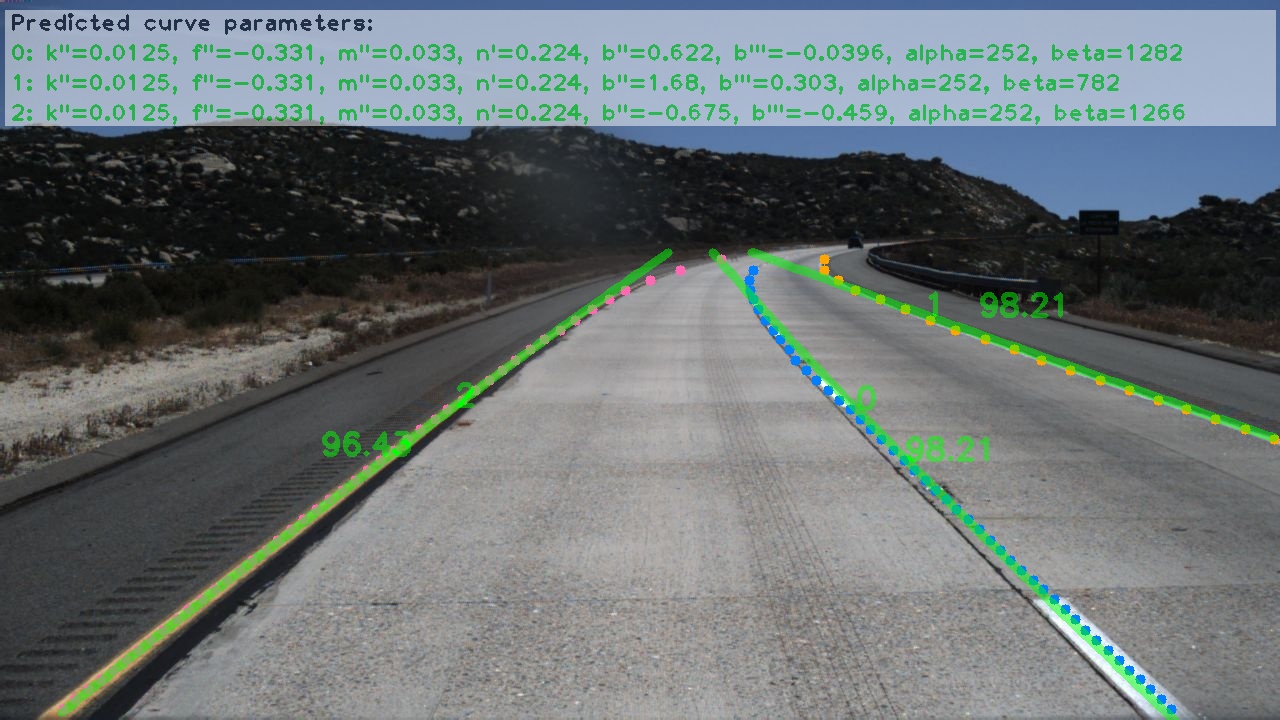 Predicted curve parameters:
0: k''=0.0125, f''=−0.331, m''=0.033, n'=0.224, b''=0.622, b'''=−0.0396, alpha=252, beta=1282
1: k''=0.0125, f''=−0.331, m''=0.033, n'=0.224, b''=1.68, b'''=0.303, alpha=252, beta=782
2: k''=0.0125, f''=−0.331, m''=0.033, n'=0.224, b''=−0.675, b'''=−0.459, alpha=252, beta=1266
1 98.21
2
0
96.43
98.21